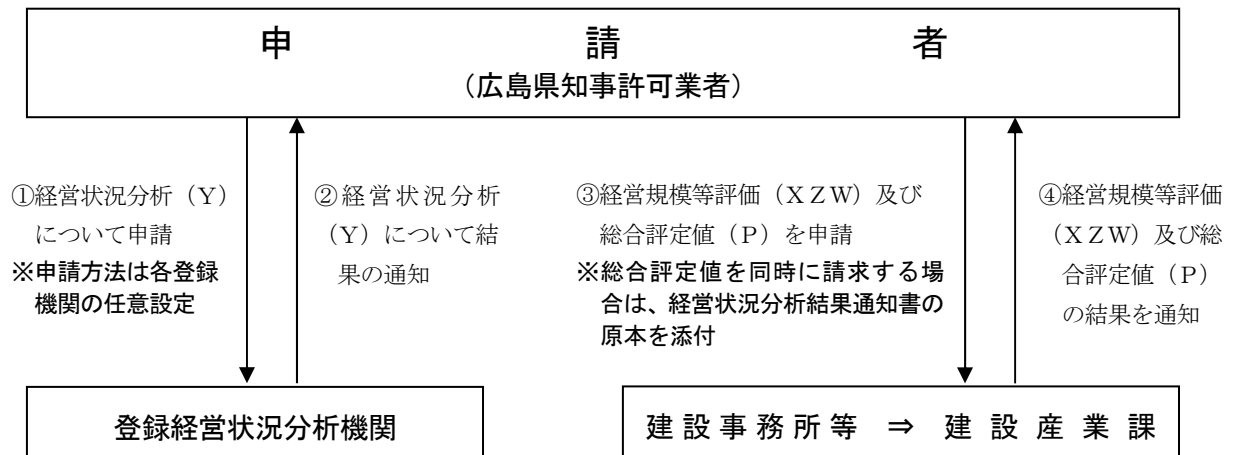 申請者
（広島県知事許可業者）
①経営状況分析（Y）
について申請
※申請方法は各登録
機関の任意設定
②経営状況分析
（Y）について結
果の通知
③経営規模等評価（X Z W）及び
総合評定値（P）を申請
※総合評定値を同時に請求する場
合は、経営状況分析結果通知書の
原本を添付
④経営規模等評価
（X Z W）及び総
合評定値（P）
の結果を通知
登録経営状況分析機関
建設事務所等 ⇒ 建設産業課